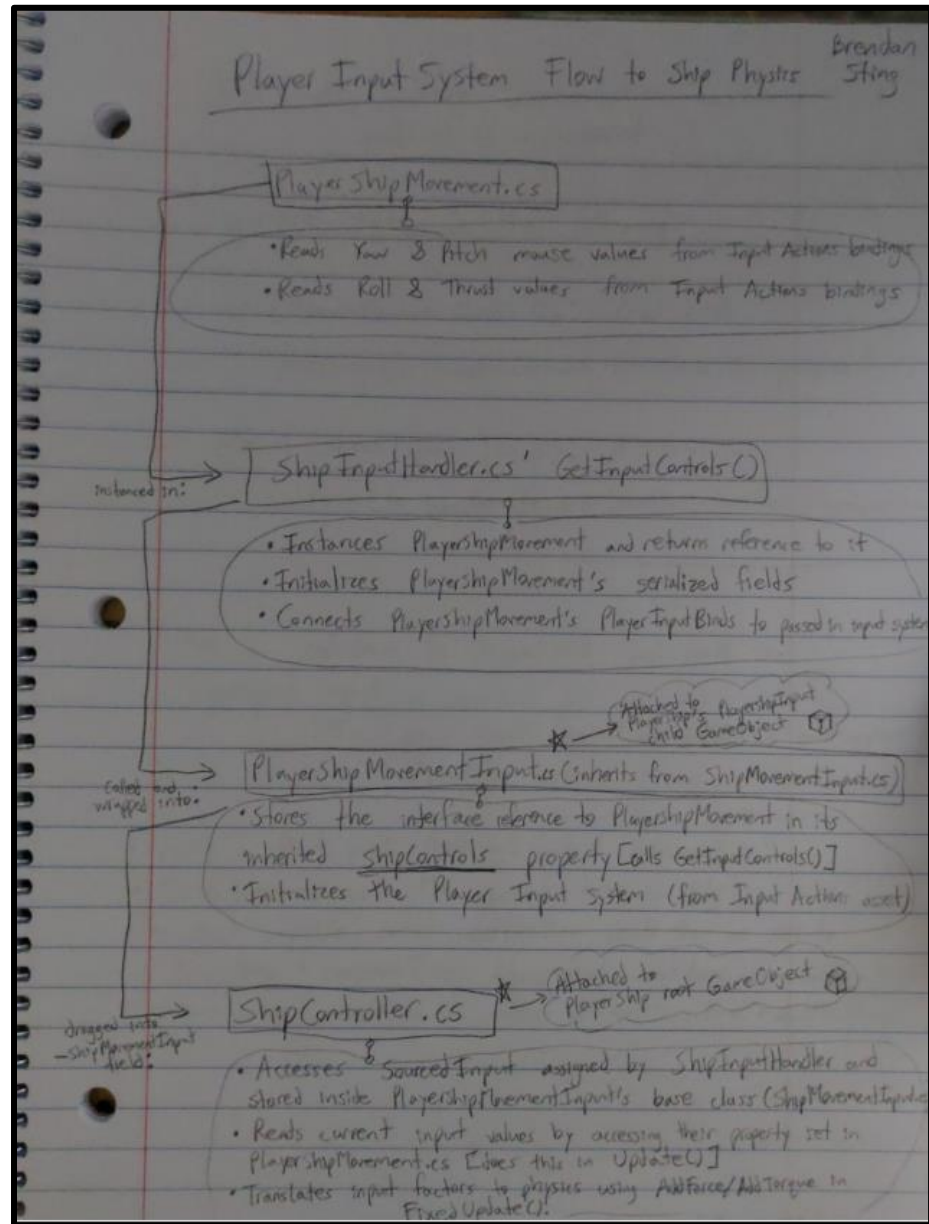 Brendan
Player Input System Flow to Ship Physics Sting
PlayerShipMovement.cs
• Reads Yaw & Pitch mouse values from Input Actions bindings
• Reads Roll & Thrust values from Input Actions bindings
ShipInputHandler.cs' GetInputControls()
instanced in:
• Instances PlayershipMovement and returns reference to it
• Initializes PlayershipMovement's serialized fields
• Connects PlayershipMovement's PlayerInputBinds to passed in input system
Attached to
Playership's PlayershipInput
child GameObject
PlayerShipMovementInput.cs (inherits from ShipMovementInput.cs)
called and
wrapped into:
• Stores the interface reference to PlayershipMovement in its
inherited shipControls property [calls GetInputControls()]
• Initializes the Player Input System (from Input Actions asset)
Attached to
PlayerShip root GameObject
ShipController.cs
dragged into
_ShipMovementInput
field:
• Accesses SourcedInput assigned by ShipInputHandler and
stored inside PlayershipMovementInput's base class (ShipMovementInput.c
• Reads current input values by accessing their property set in
PlayershipMovement.cs [does this in Update()]
• Translates input factors to physics using AddForce/AddTorque in
FixedUpdate()!